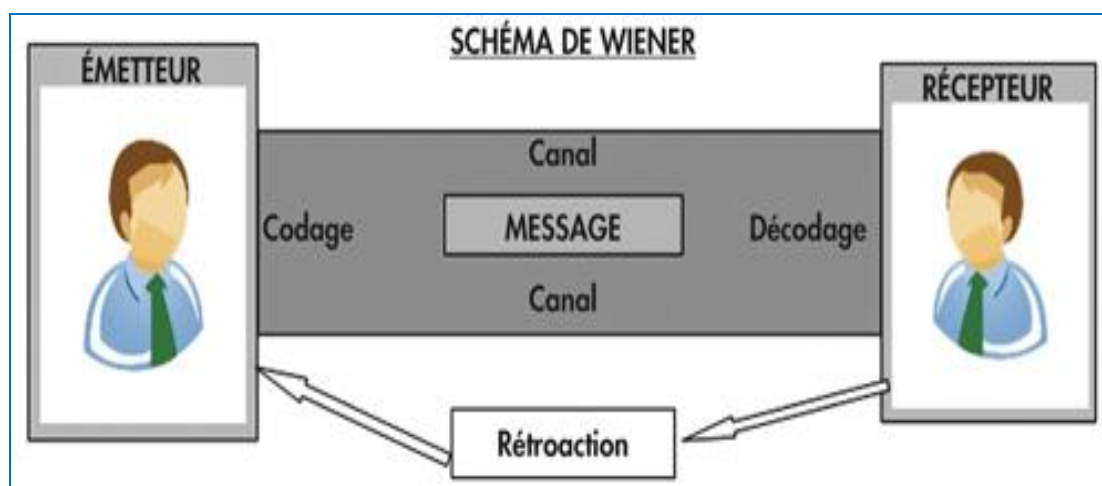 SCHÉMA DE WIENER
ÉMETTEUR
RÉCEPTEUR
Canal
Codage
MESSAGE
Décodage
Canal
Rétroaction